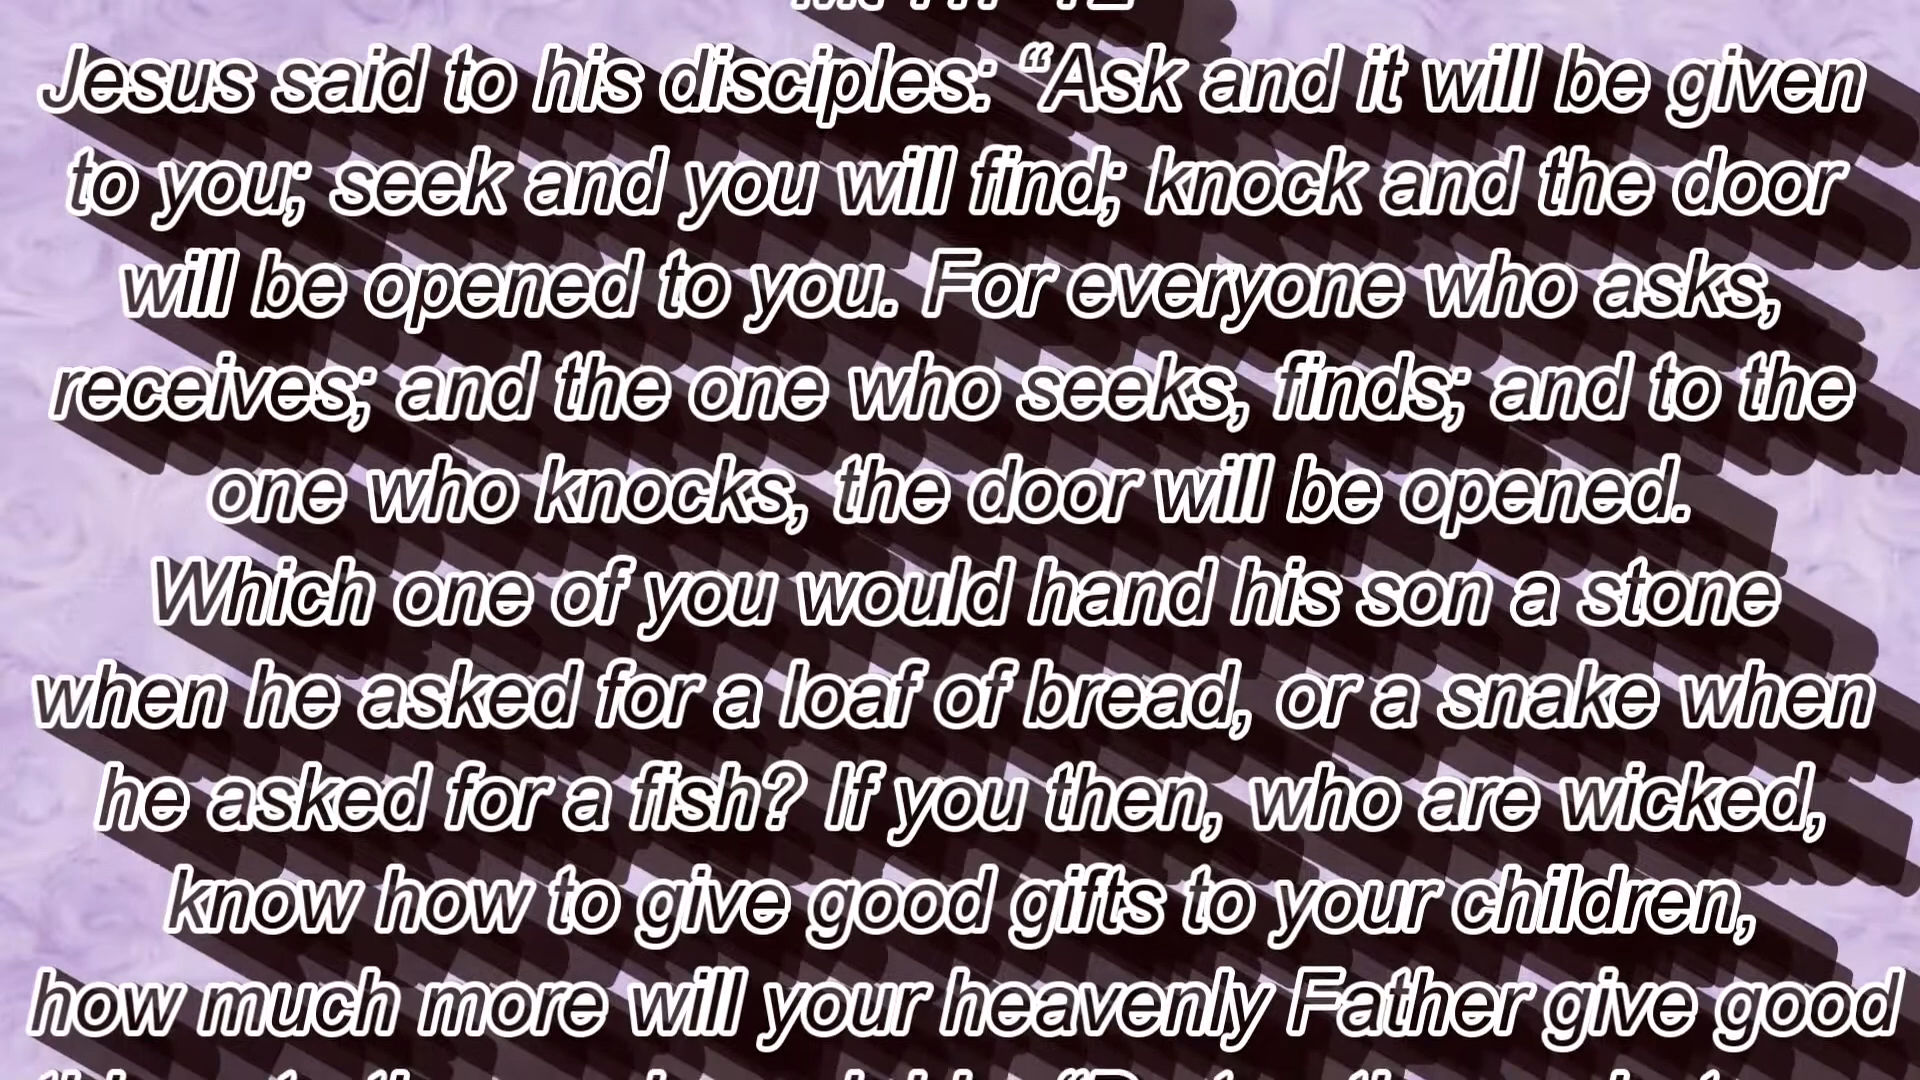 Jesus said to his disciples: “Ask and it will be given
to you; seek and you will find; knock and the door
will be opened to you. For everyone who asks,
receives; and the one who seeks, finds; and to the
one who knocks, the door will be opened.
Which one of you would hand his son a stone
when he asked for a loaf of bread, or a snake when
he asked for a fish? If you then, who are wicked,
know how to give good gifts to your children,
how much more will your heavenly Father give good